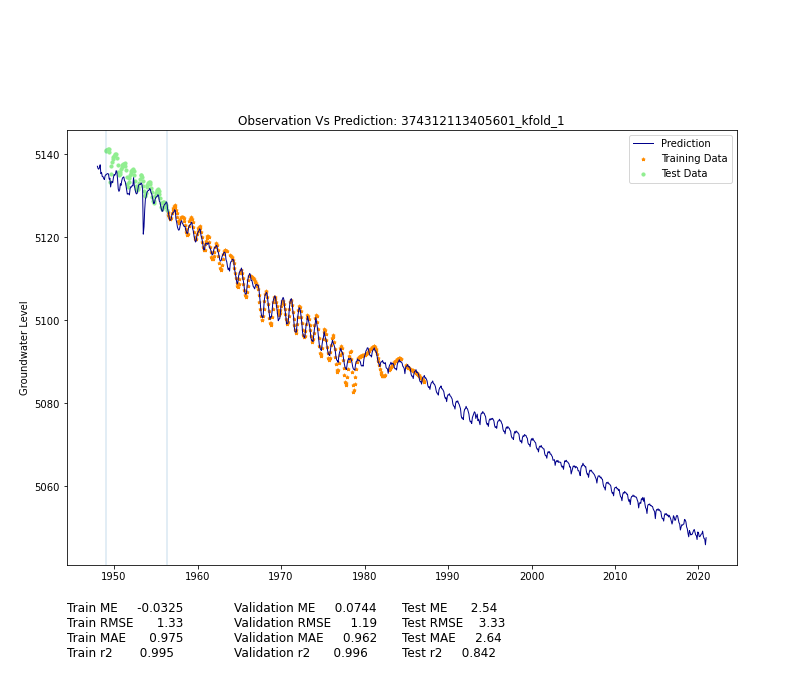 Observation Vs Prediction: 374312113405601_kfold_1
Prediction
Training Data
Test Data
Groundwater Level
5140
5120
5100
5080
5060
1950 1960 1970 1980 1990 2000 2010 2020
Train ME -0.0325 Validation ME 0.0744 Test ME 2.54
Train RMSE 1.33 Validation RMSE 1.19 Test RMSE 3.33
Train MAE 0.975 Validation MAE 0.962 Test MAE 2.64
Train r2 0.995 Validation r2 0.996 Test r2 0.842